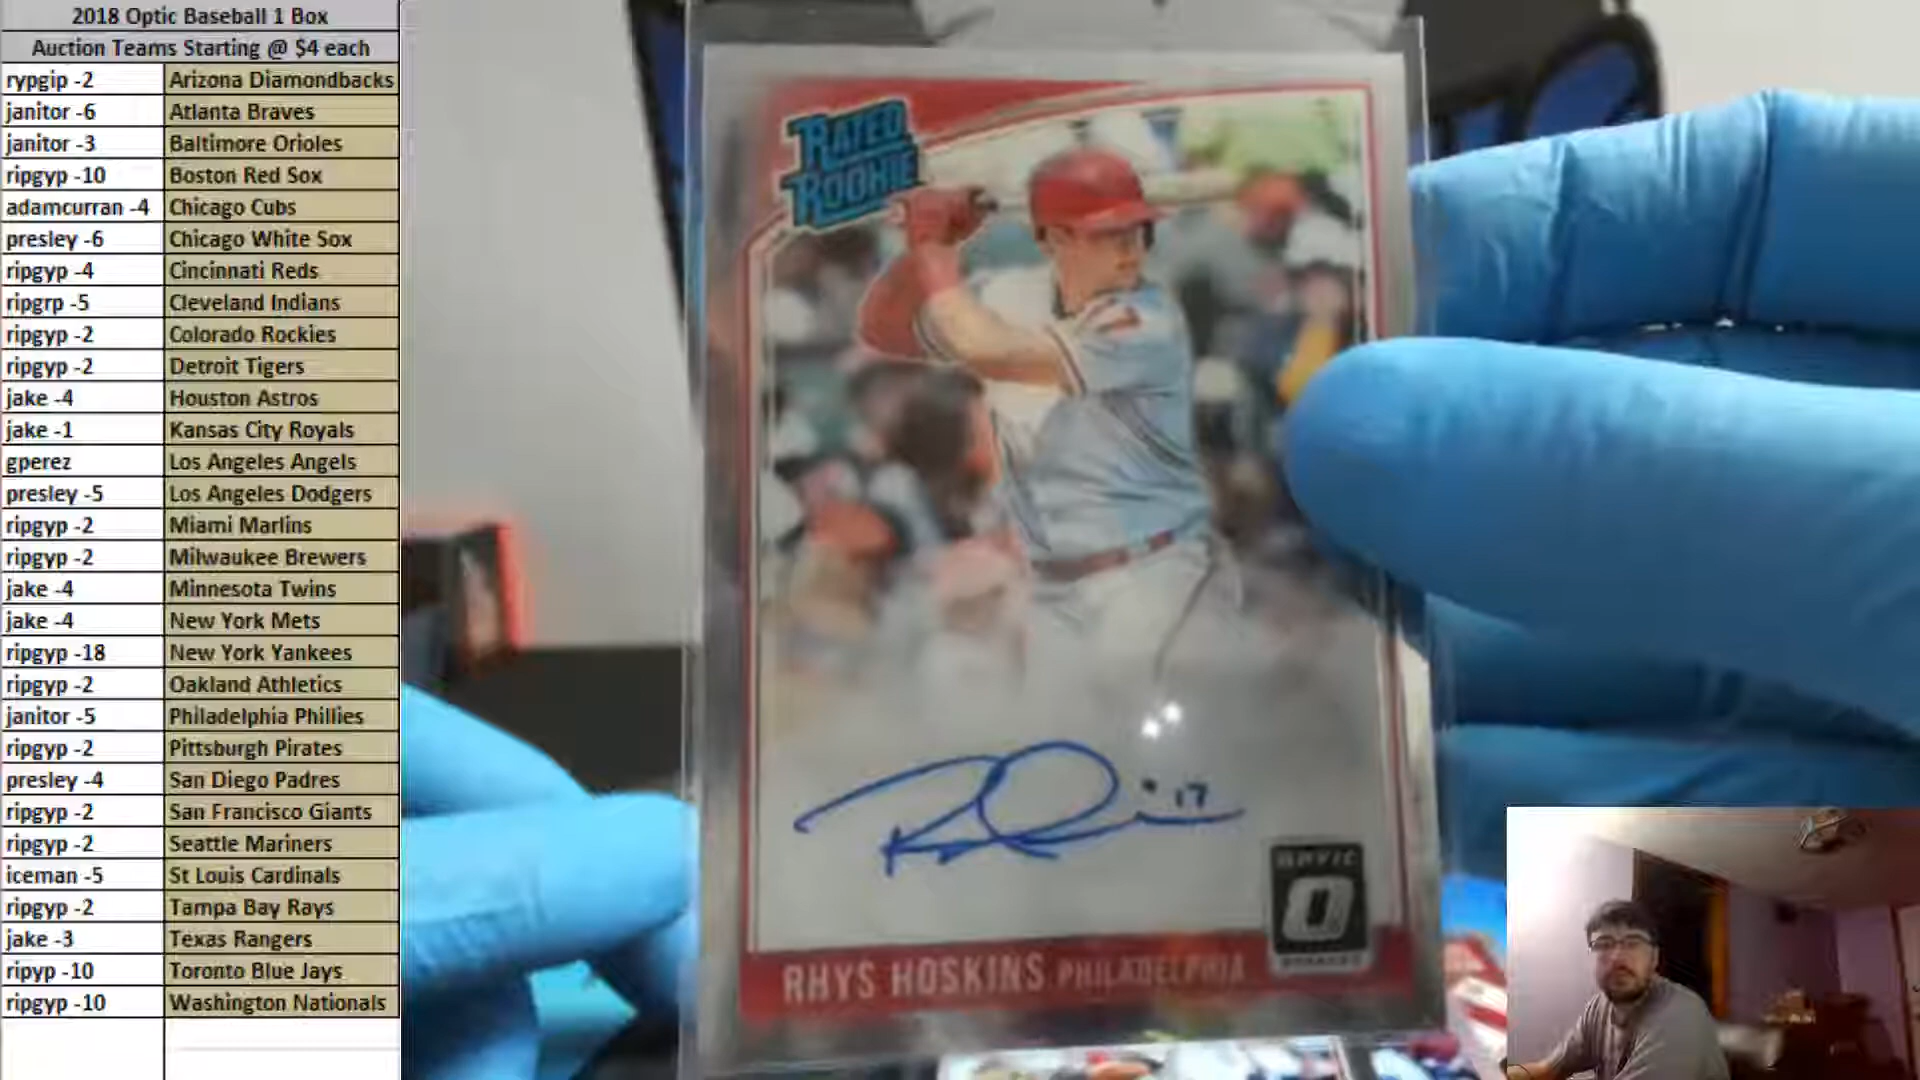 2018 Optic Baseball 1 Box
Auction Teams Starting @ $4 each
rypgip -2 Arizona Diamondbacks
janitor -6 Atlanta Braves
janitor -3 Baltimore Orioles
ripgyp -10 Boston Red Sox
adamcurran -4 Chicago Cubs
presley -6 Chicago White Sox
ripgyp -4 Cincinnati Reds
ripgrp -5 Cleveland Indians
ripgyp -2 Colorado Rockies
ripgyp -2 Detroit Tigers
jake -4 Houston Astros
jake -1 Kansas City Royals
gperez Los Angeles Angels
presley -5 Los Angeles Dodgers
ripgyp -2 Miami Marlins
ripgyp -2 Milwaukee Brewers
jake -4 Minnesota Twins
jake -4 New York Mets
ripgyp -18 New York Yankees
ripgyp -2 Oakland Athletics
janitor -5 Philadelphia Phillies
ripgyp -2 Pittsburgh Pirates
presley -4 San Diego Padres
ripgyp -2 San Francisco Giants
ripgyp -2 Seattle Mariners
iceman -5 St Louis Cardinals
ripgyp -2 Tampa Bay Rays
jake -3 Texas Rangers
ripyp -10 Toronto Blue Jays
ripgyp -10 Washington Nationals
RATED
ROOKIE
17
OPTIC
O
DONRUSS
RHYS HOSKINS PHILADELPHIA